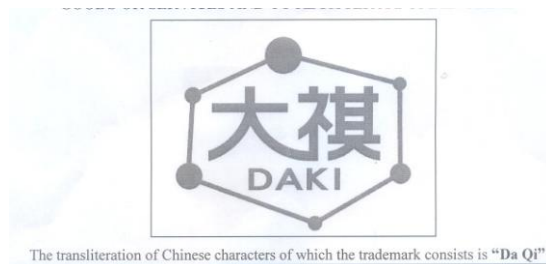 大祺
DAKI
The transliteration of Chinese characters of which the trademark consists is “Da Qi”